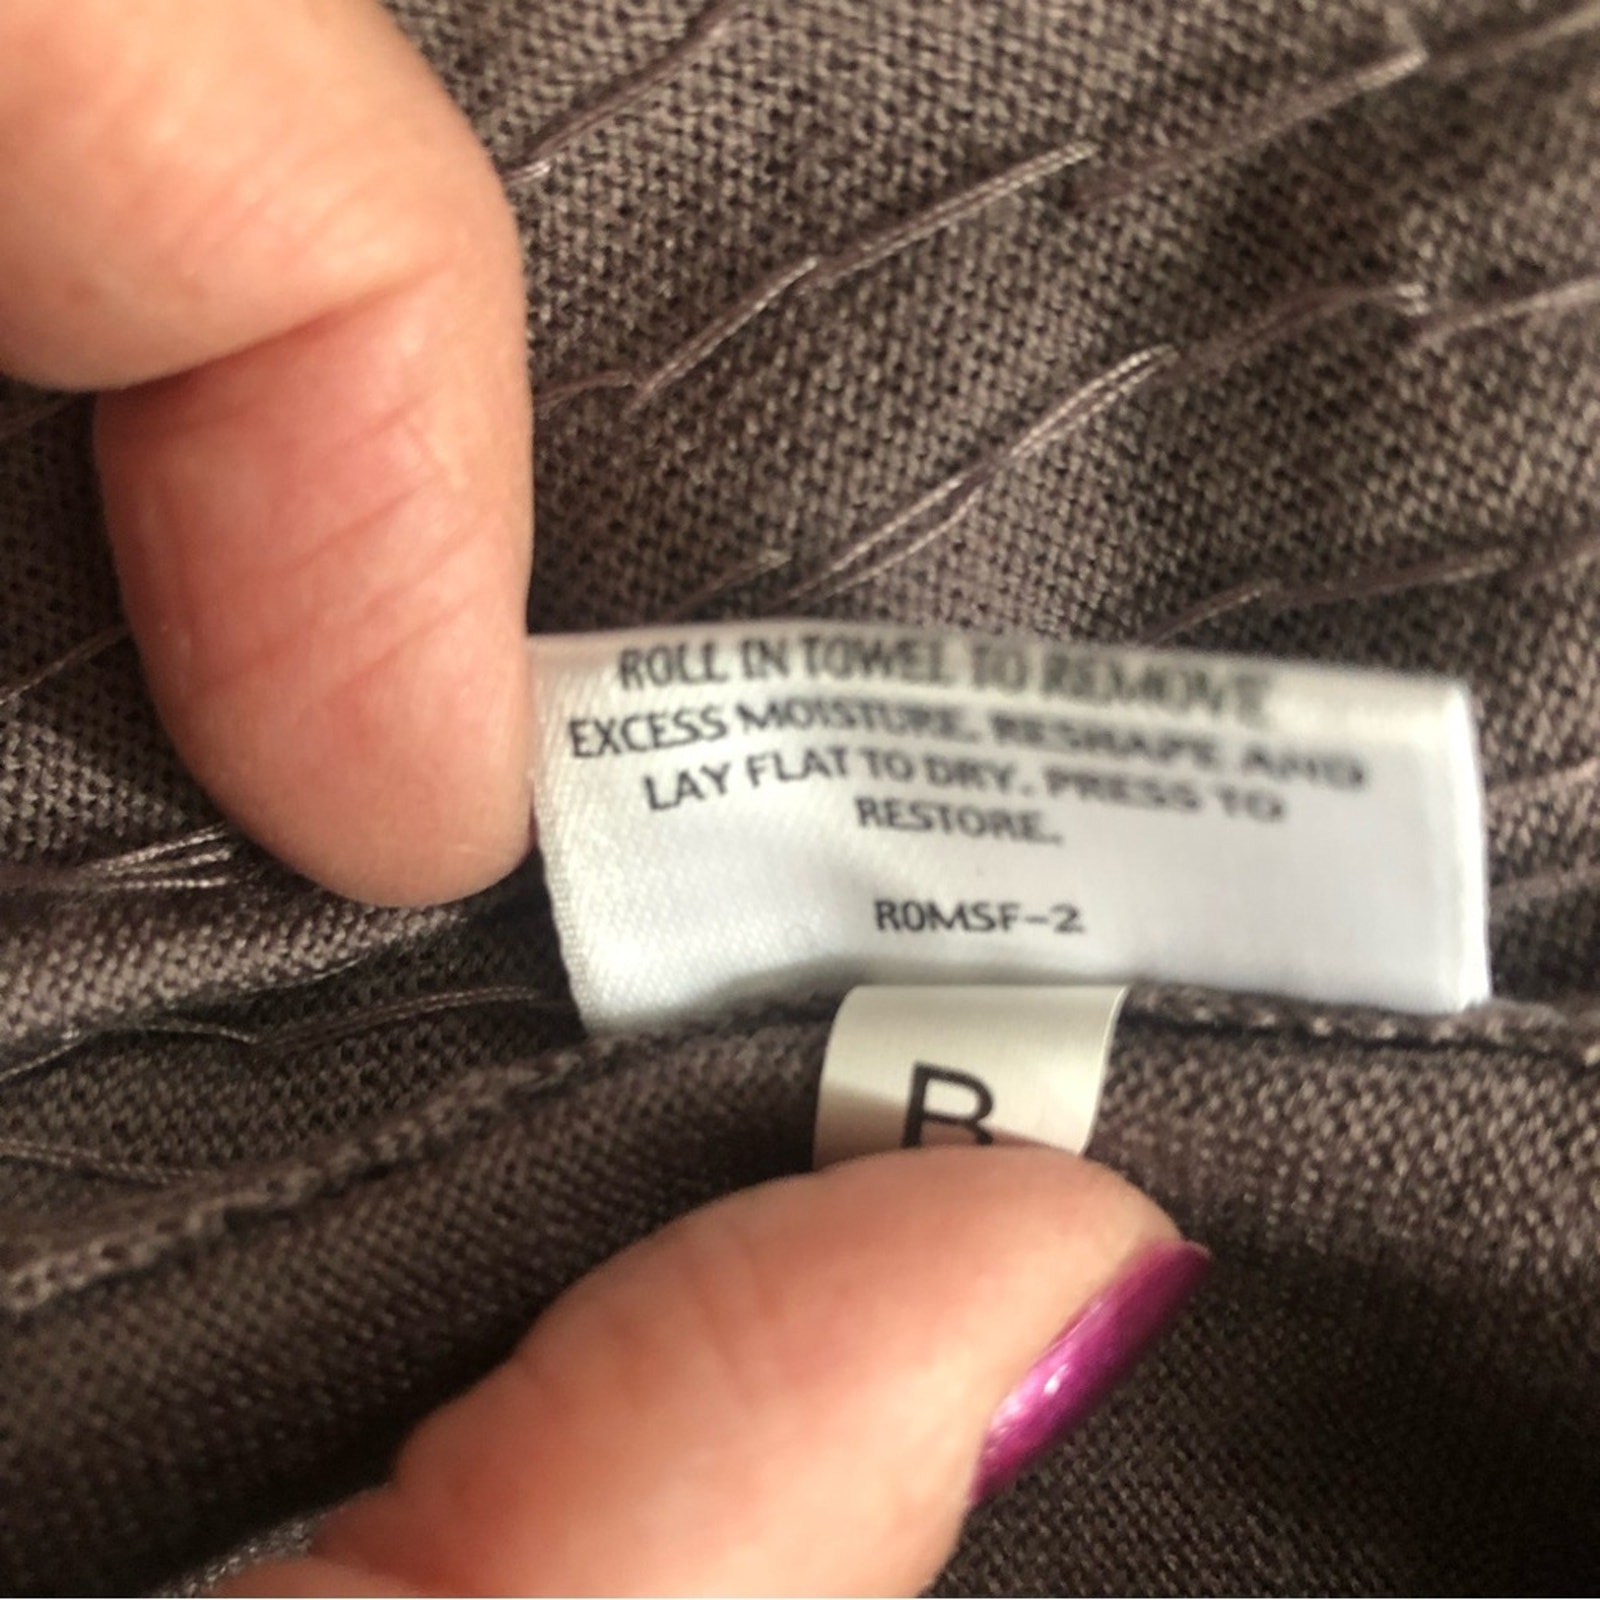 ROLL IN TOWEL TO REMOVE
EXCESS MOISTURE. RESHAPE AND
LAY FLAT TO DRY. PRESS TO
RESTORE.
R0MSF-2
B